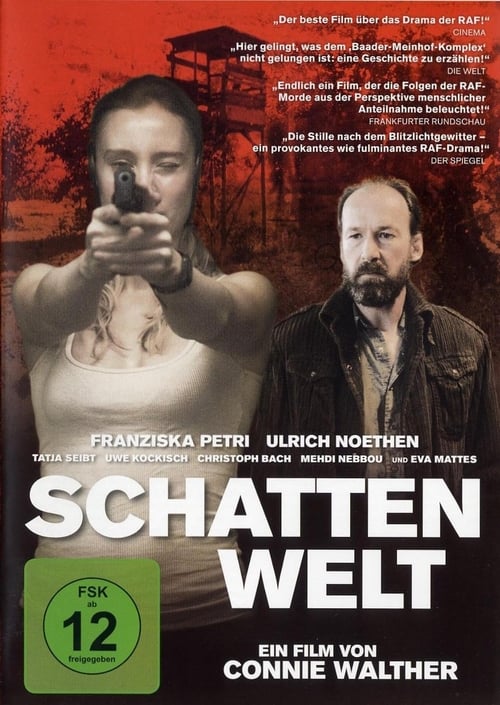 „Der beste Film über das Drama der RAF!“
CINEMA
„Hier gelingt, was dem ‚Baader-Meinhof-Komplex‘
nicht gelungen ist: eine Geschichte zu erzählen!“
DIE WELT
„Endlich ein Film, der die Folgen der RAF-
Morde aus der Perspektive menschlicher
Anteilnahme beleuchtet!“
FRANKFURTER RUNDSCHAU
„Die Stille nach dem Blitzlichtgewitter –
ein provokantes wie fulminantes RAF-Drama!“
DER SPIEGEL
FRANZISKA PETRI ULRICH NOETHEN
TATJA SEIBT UWE KOCKISCH CHRISTOPH BACH MEHDI NEBBOU UND EVA MATTES
SCHATTEN
WELT
FSK
ab
12
freigegeben
EIN FILM VON
CONNIE WALTHER